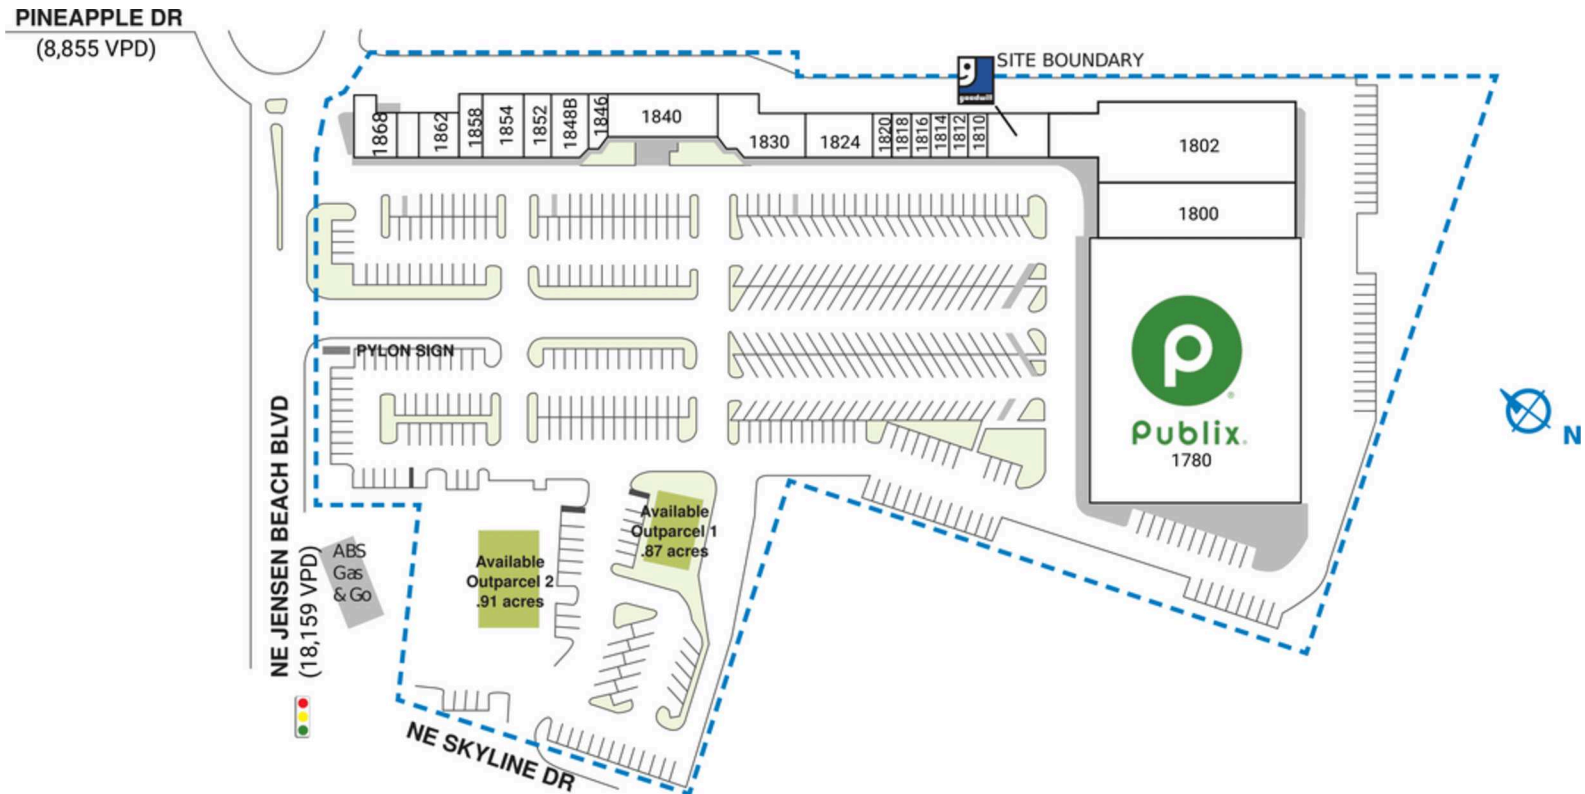 PINEAPPLE DR
(8,855 VPD)
SITE BOUNDARY
goodwill
1868
1862
1858
1854
1852
1848B
1846
1840
1830
1824
1820
1818
1816
1814
1812
1810
1802
1800
PYLON SIGN
Publix.
1780
N
NE JENSEN BEACH BLVD
(18,159 VPD)
ABS
Gas
& Go
Available
Outparcel 1
.87 acres
Available
Outparcel 2
.91 acres
NE SKYLINE DR